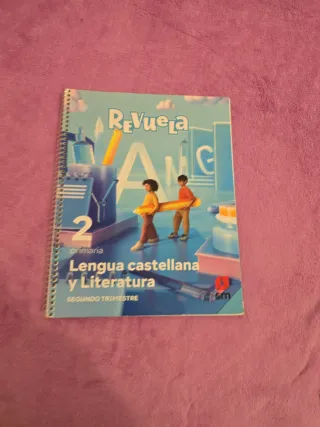 REVUELA
A
N
G
2
primaria
Lengua castellana
y Literatura
SEGUNDO TRIMESTRE
sm